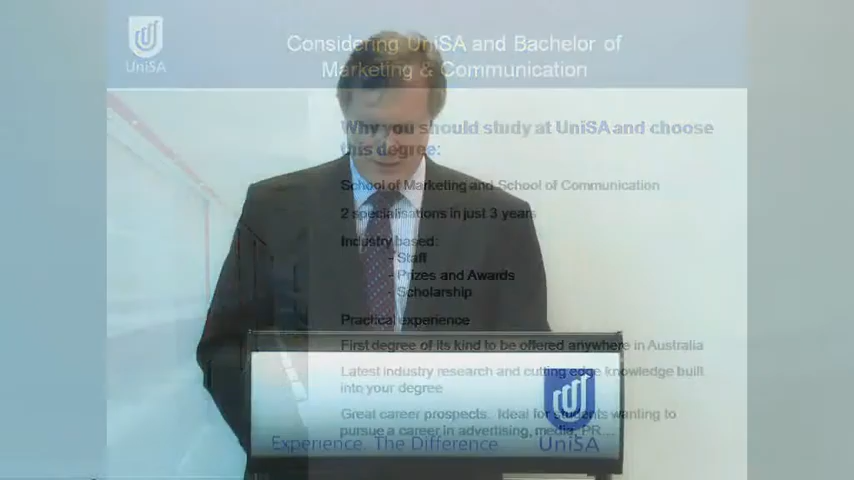 UniSA
Considering UniSA and Bachelor of
Marketing & Communication
Why you should study at UniSA and choose
this degree:
School of Marketing and School of Communication
2 specialisations in just 3 years
Industry based:
- Staff
- Prizes and Awards
- Scholarship
Practical experience
First degree of its kind to be offered anywhere in Australia
Latest industry research and cutting edge knowledge built
into your degree
Great career prospects. Ideal for students wanting to
pursue a career in advertising, media, PR...
Experience. The Difference.
UniSA